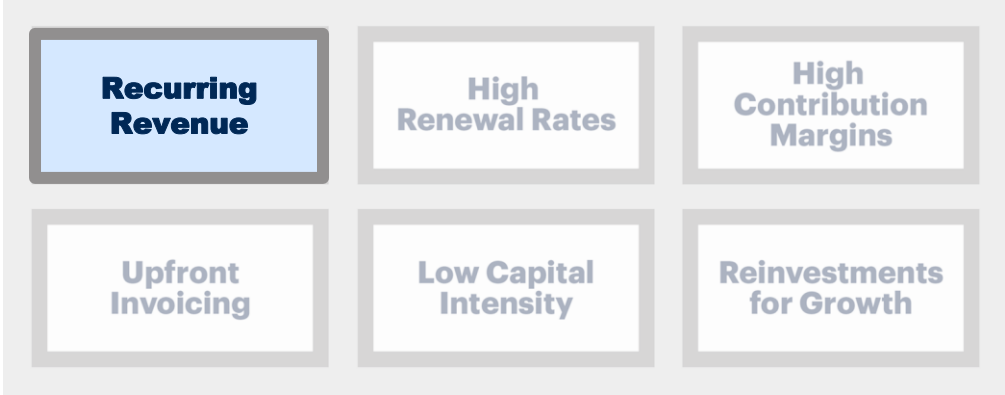 Recurring
Revenue
High
Renewal Rates
High
Contribution
Margins
Upfront
Invoicing
Low Capital
Intensity
Reinvestments
for Growth